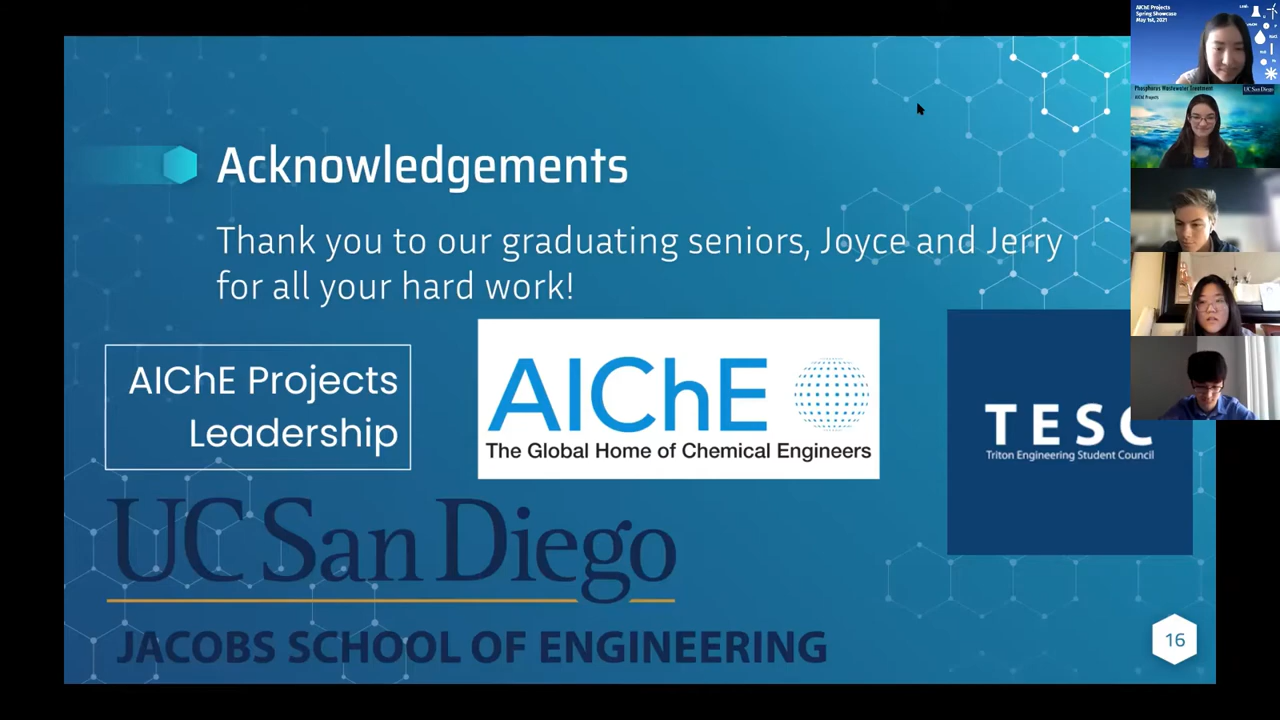 Acknowledgements
Thank you to our graduating seniors, Joyce and Jerry
for all your hard work!
AIChE Projects
Leadership
AIChE
The Global Home of Chemical Engineers
TESC
Triton Engineering Student Council
UC San Diego
JACOBS SCHOOL OF ENGINEERING
16
AIChE Projects
Spring Showcase
May 1st, 2021
Phosphorus Wastewater Treatment
AIChE Projects
UC San Diego